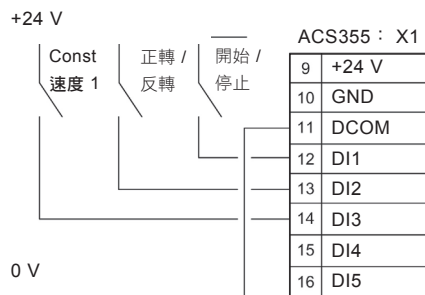 +24 V
Const
速度 1
正轉 /
反轉
開始 /
停止
ACS355： X1
9 +24 V
10 GND
11 DCOM
12 DI1
13 DI2
14 DI3
15 DI4
16 DI5
0 V